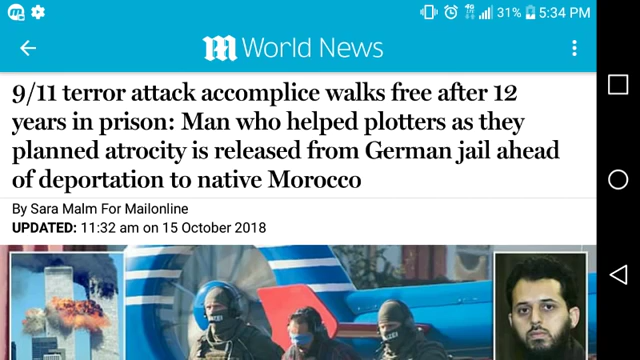 31% 5:34 PM
m World News
9/11 terror attack accomplice walks free after 12
years in prison: Man who helped plotters as they
planned atrocity is released from German jail ahead
of deportation to native Morocco
By Sara Malm For Mailonline
UPDATED: 11:32 am on 15 October 2018
POLIZEI